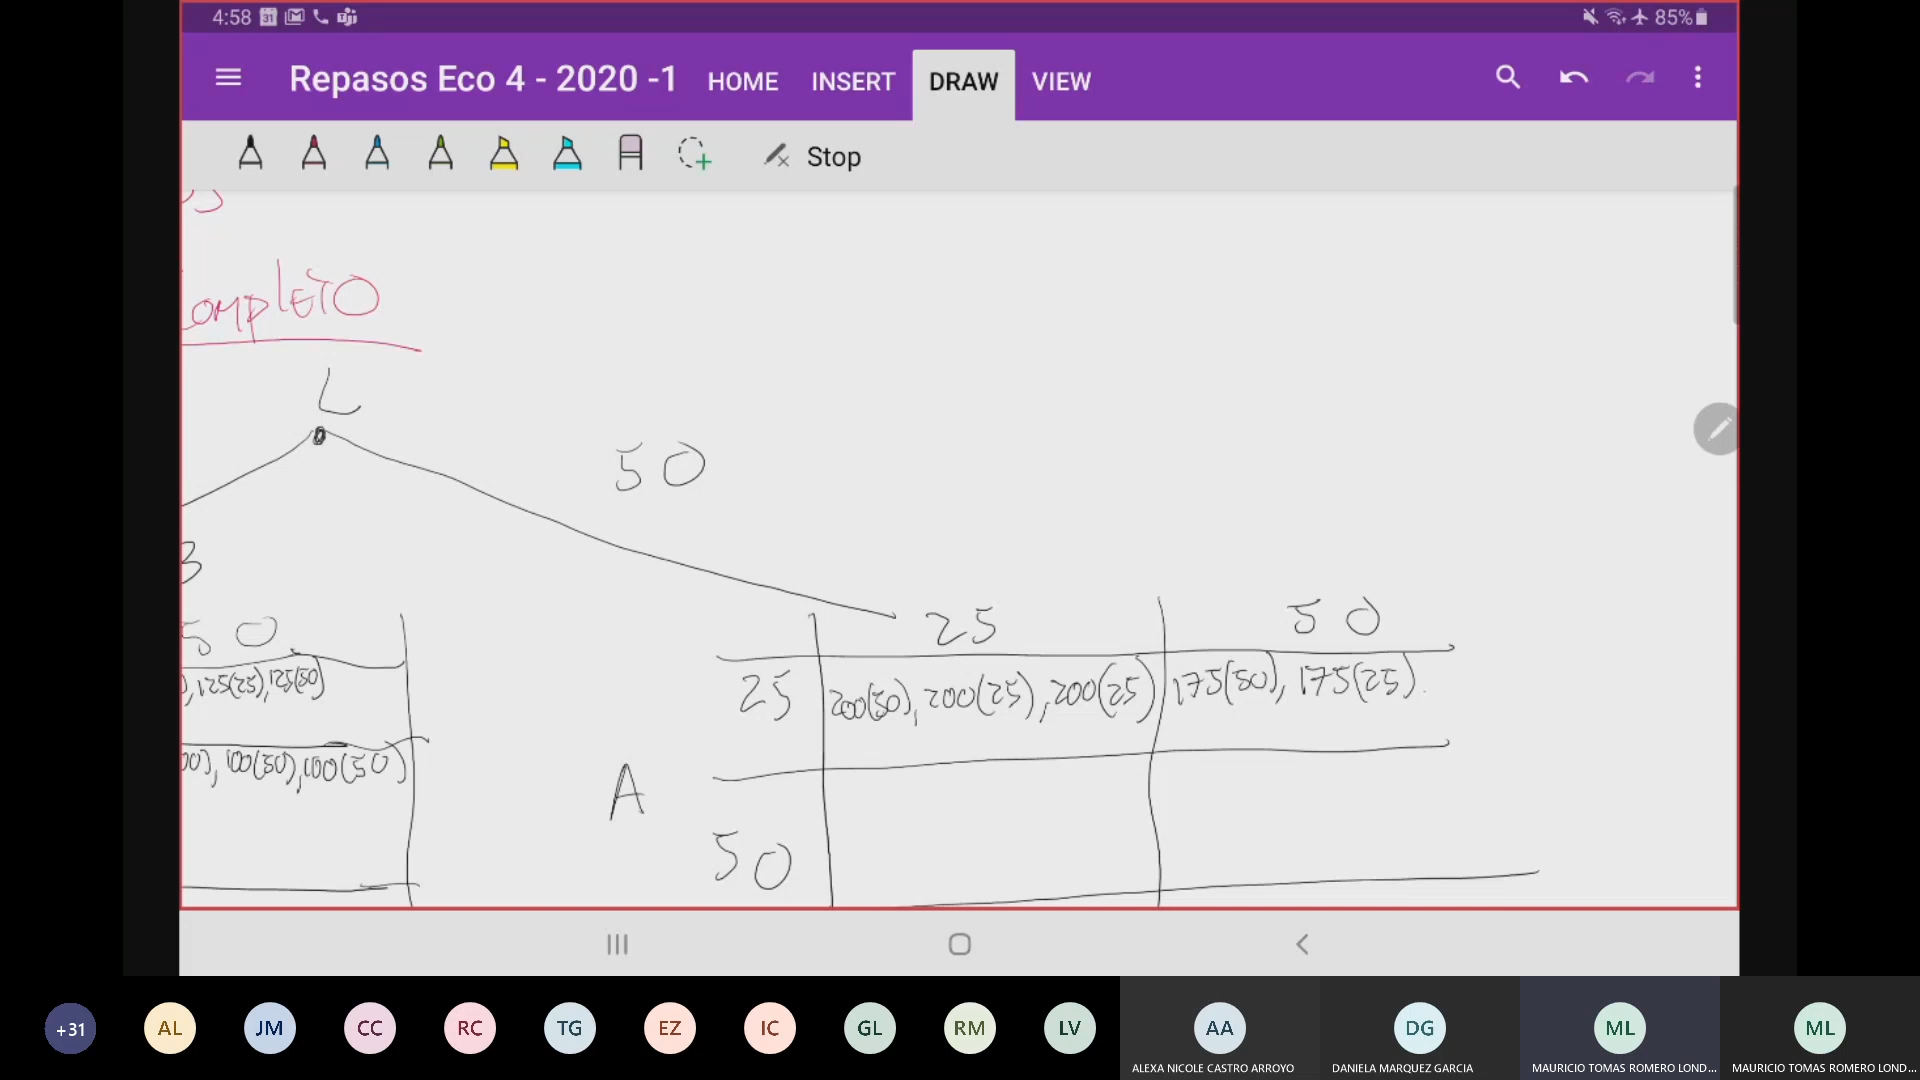 4:58 31 85%
Repasos Eco 4 - 2020 -1 HOME INSERT DRAW VIEW
Stop
OMPLETO
L
50
50
25 50
,125(25),125(50)
25 200(50), 200(25), 200(25) 175(50), 175(25)
00), 100(50), 100(50)
A
50
+31 AL JM CC RC TG EZ IC GL RM LV AA DG ML ML
ALEXA NICOLE CASTRO ARROYO DANIELA MARQUEZ GARCIA MAURICIO TOMAS ROMERO LOND... MAURICIO TOMAS ROMERO LOND...